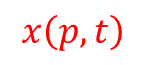 x(p, t)